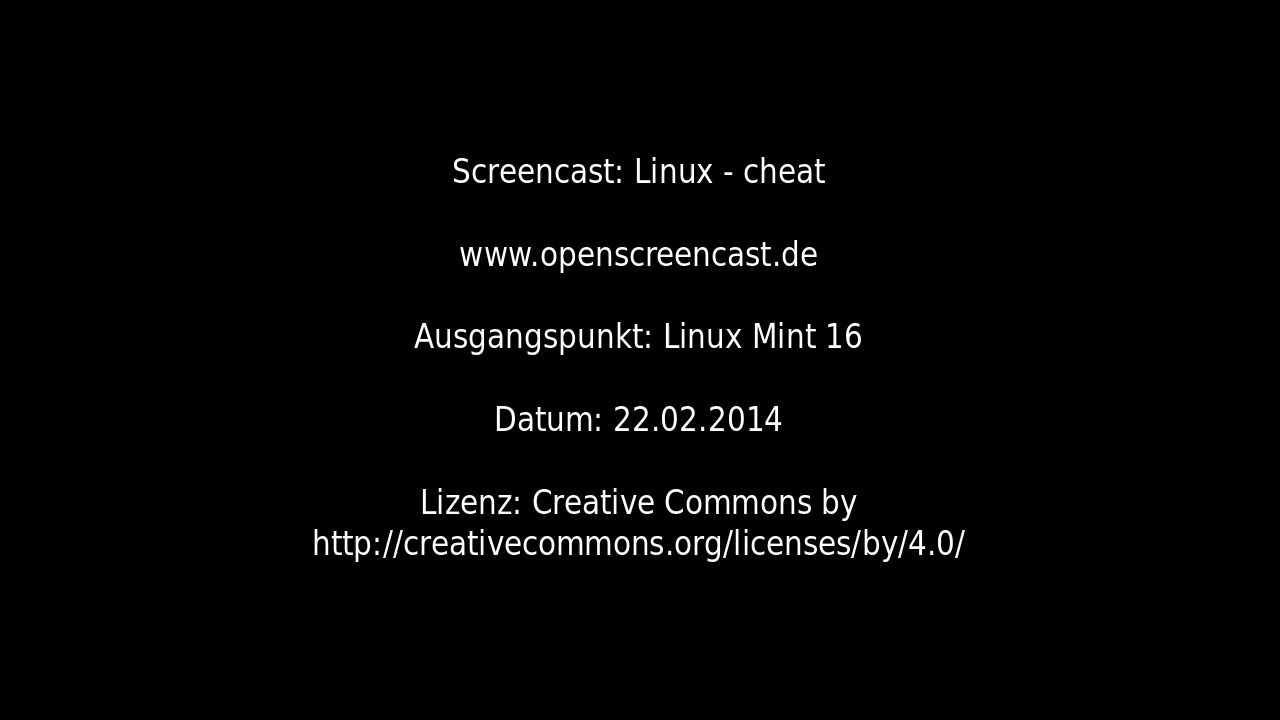 Screencast: Linux - cheat
www.openscreencast.de
Ausgangspunkt: Linux Mint 16
Datum: 22.02.2014
Lizenz: Creative Commons by
http://creativecommons.org/licenses/by/4.0/